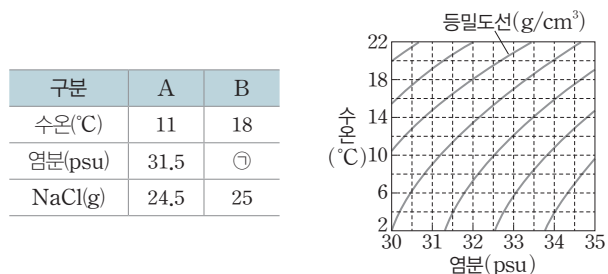 구분 A B
수온(℃) 11 18
염분(psu) 31.5 ㉠
NaCl(g) 24.5 25
등밀도선(g/cm³)
22
18
14
10
6
2
수온(℃)
30 31 32 33 34 35
염분(psu)